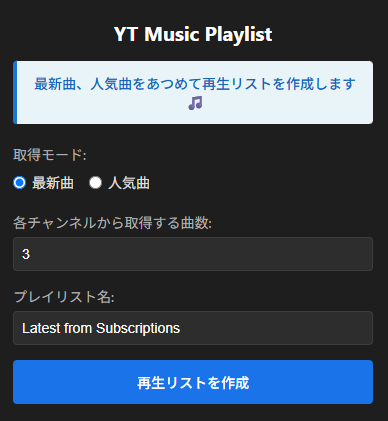 YT Music Playlist
最新曲、人気曲をあつめて再生リストを作成します
🎵
取得モード:
最新曲 人気曲
各チャンネルから取得する曲数:
3
プレイリスト名:
Latest from Subscriptions
再生リストを作成